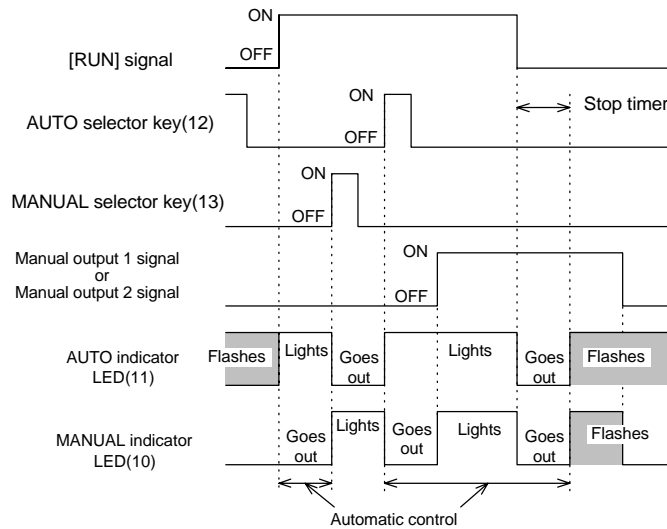 ON
[RUN] signal
OFF
ON
Stop timer
AUTO selector key(12)
OFF
ON
MANUAL selector key(13)
OFF
Manual output 1 signal
or
Manual output 2 signal
ON
OFF
AUTO indicator
LED(11)
Flashes
Lights
Goes
out
Lights
Goes
out
Flashes
MANUAL indicator
LED(10)
Goes
out
Lights
Goes
out
Lights
Goes
out
Flashes
Automatic control